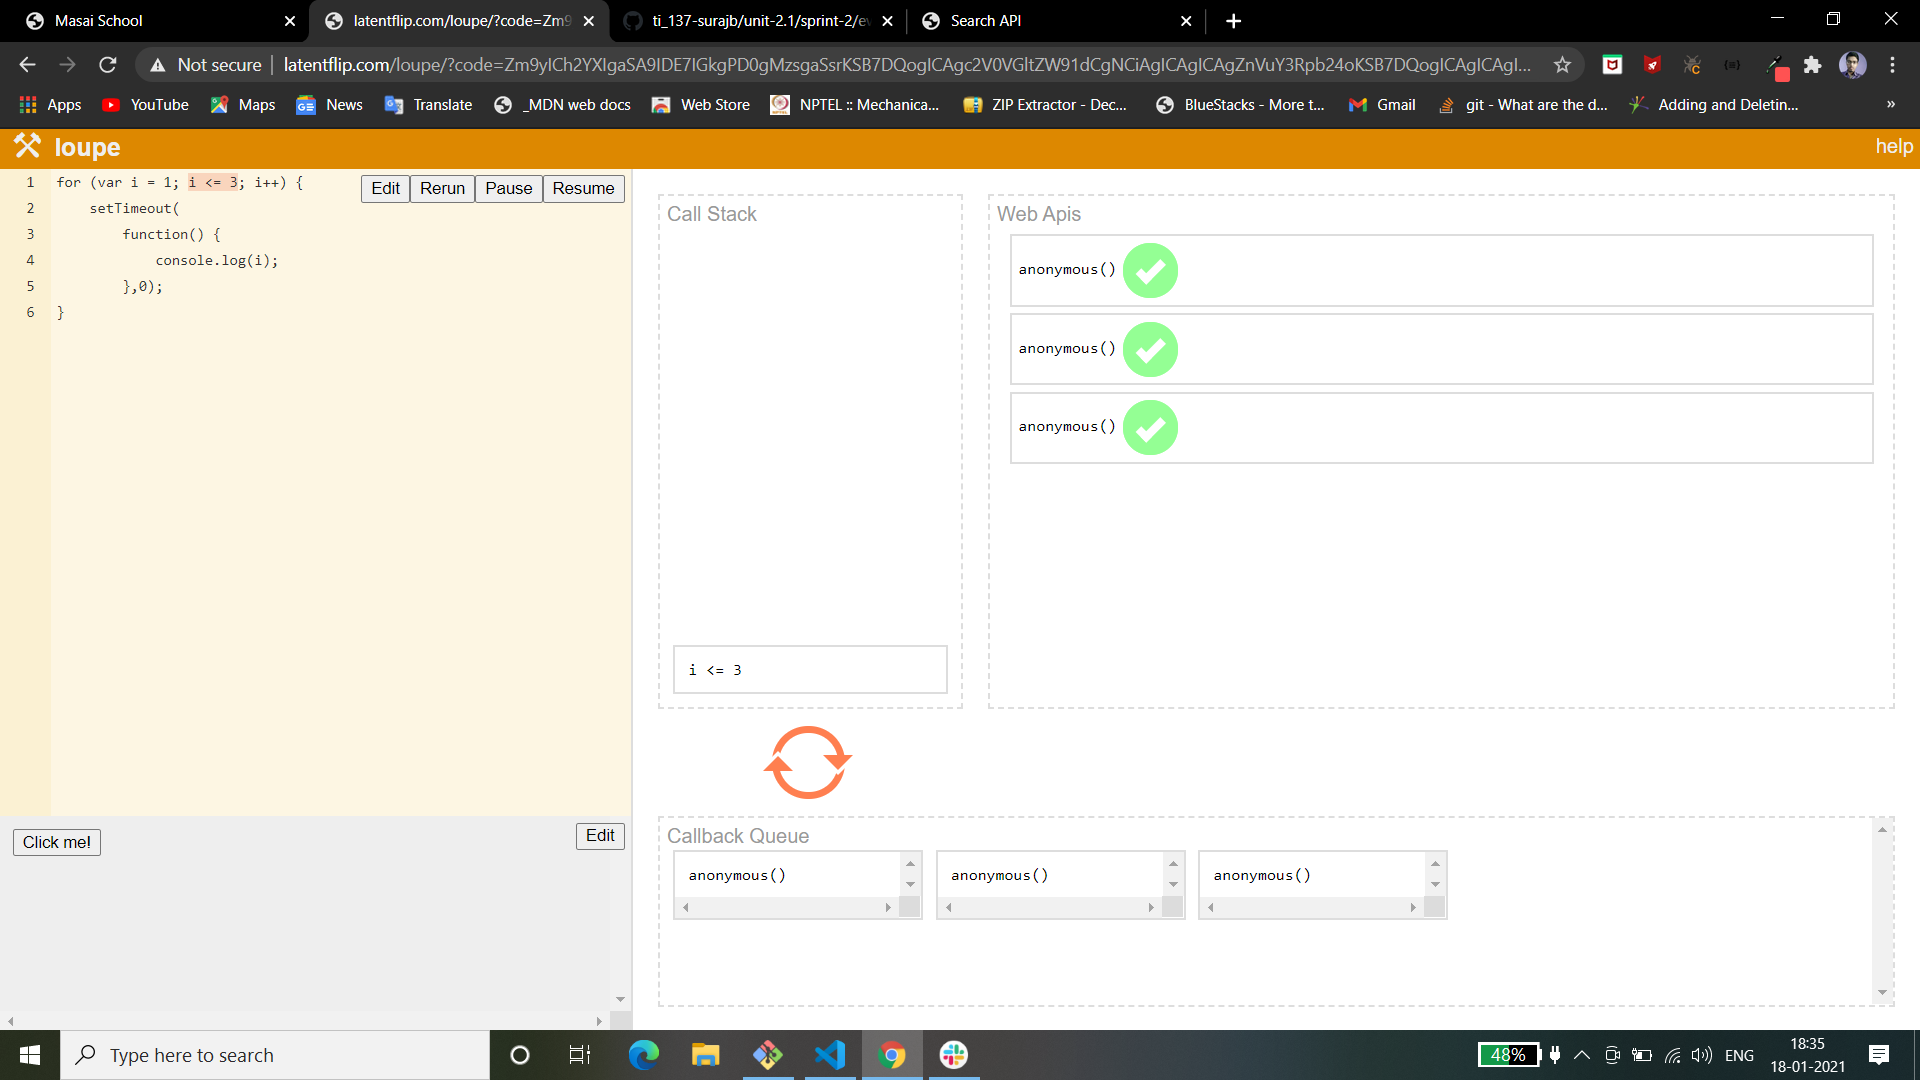 Masai School
latentflip.com/loupe/?code=Zm9
ti_137-surajb/unit-2.1/sprint-2/ev
Search API
Not secure
latentflip.com/loupe/?code=Zm9yICh2YXIgaSA9IDE7IGkgPD0gMzsgaSsrKSB7DQogICAgc2V0VGltZW91dCgNCiAgICAgICAgZnVuY3Rpb24oKSB7DQogICAgICAgI...
Apps
YouTube
Maps
News
Translate
_MDN web docs
Web Store
NPTEL :: Mechanica...
ZIP Extractor - Dec...
BlueStacks - More t...
Gmail
git - What are the d...
Adding and Deletin...
»
loupe
help
1 for (var i = 1; i <= 3; i++) {
2 setTimeout(
3 function() {
4 console.log(i);
5 },0);
6 }
Edit
Rerun
Pause
Resume
Call Stack
i <= 3
Web Apis
anonymous()
anonymous()
anonymous()
Click me!
Edit
Callback Queue
anonymous()
anonymous()
anonymous()
Type here to search
48%
ENG
18:35
18-01-2021